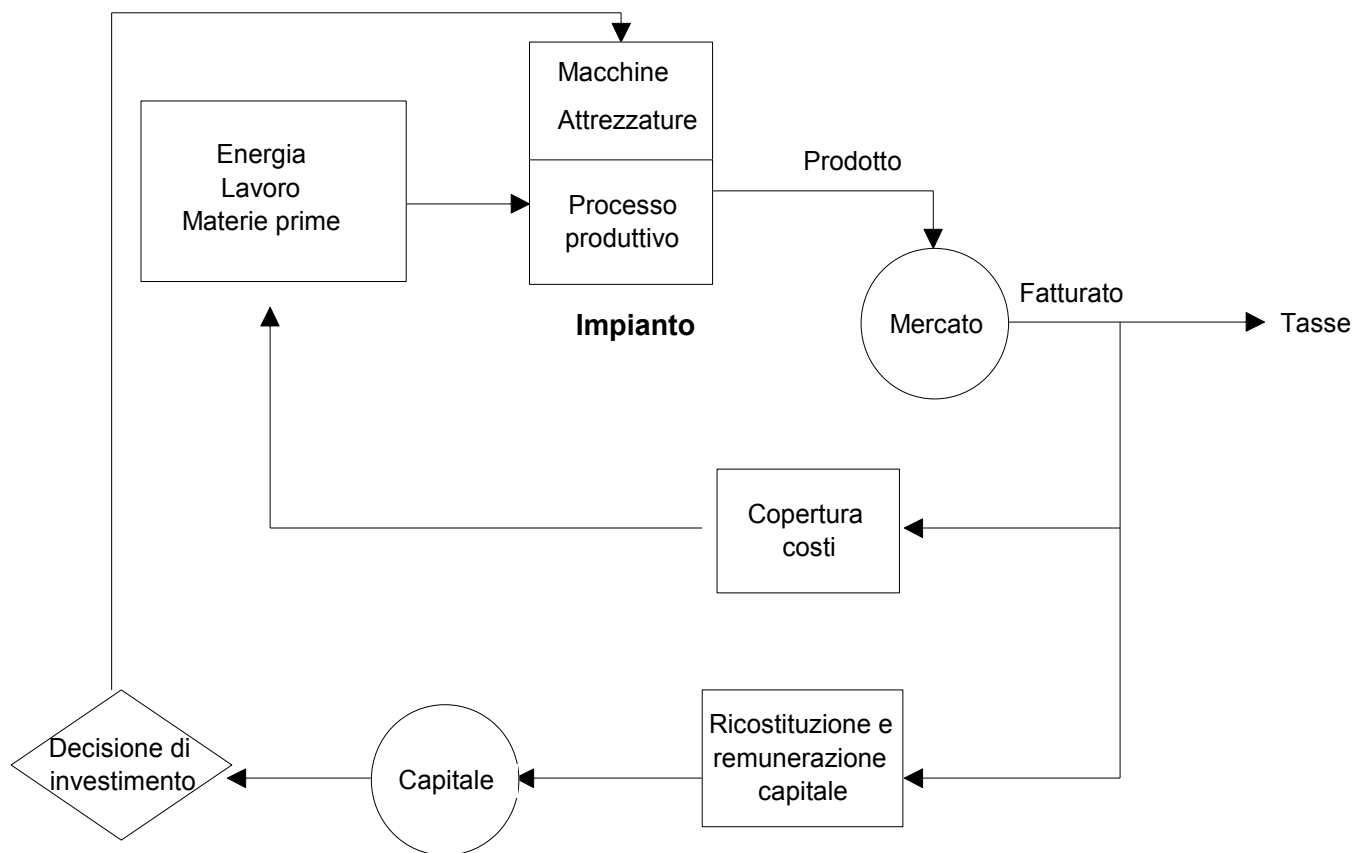 Macchine
Attrezzature
Energia
Lavoro
Materie prime
Processo
produttivo
Impianto
Prodotto
Mercato
Fatturato
Tasse
Copertura
costi
Ricostituzione e
remunerazione
capitale
Capitale
Decisione di
investimento